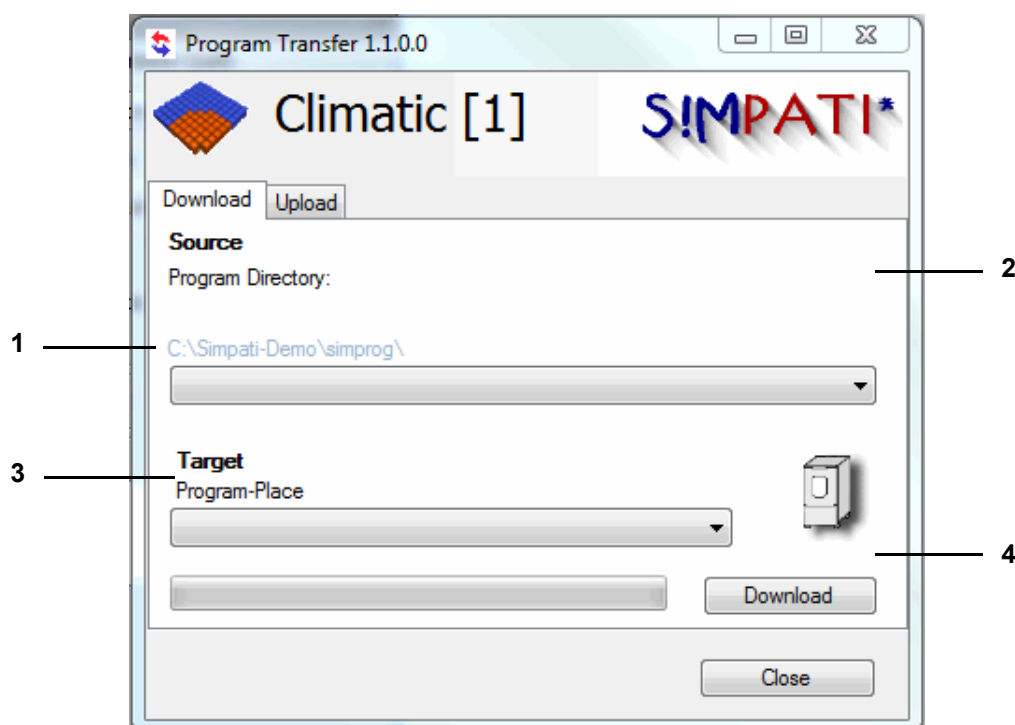 Program Transfer 1.1.0.0
Climatic [1]
S!MPATI*
Download
Upload
Source
Program Directory:
2
1
C:\Simpati-Demo\simprog\
Target
3
Program-Place
4
Download
Close